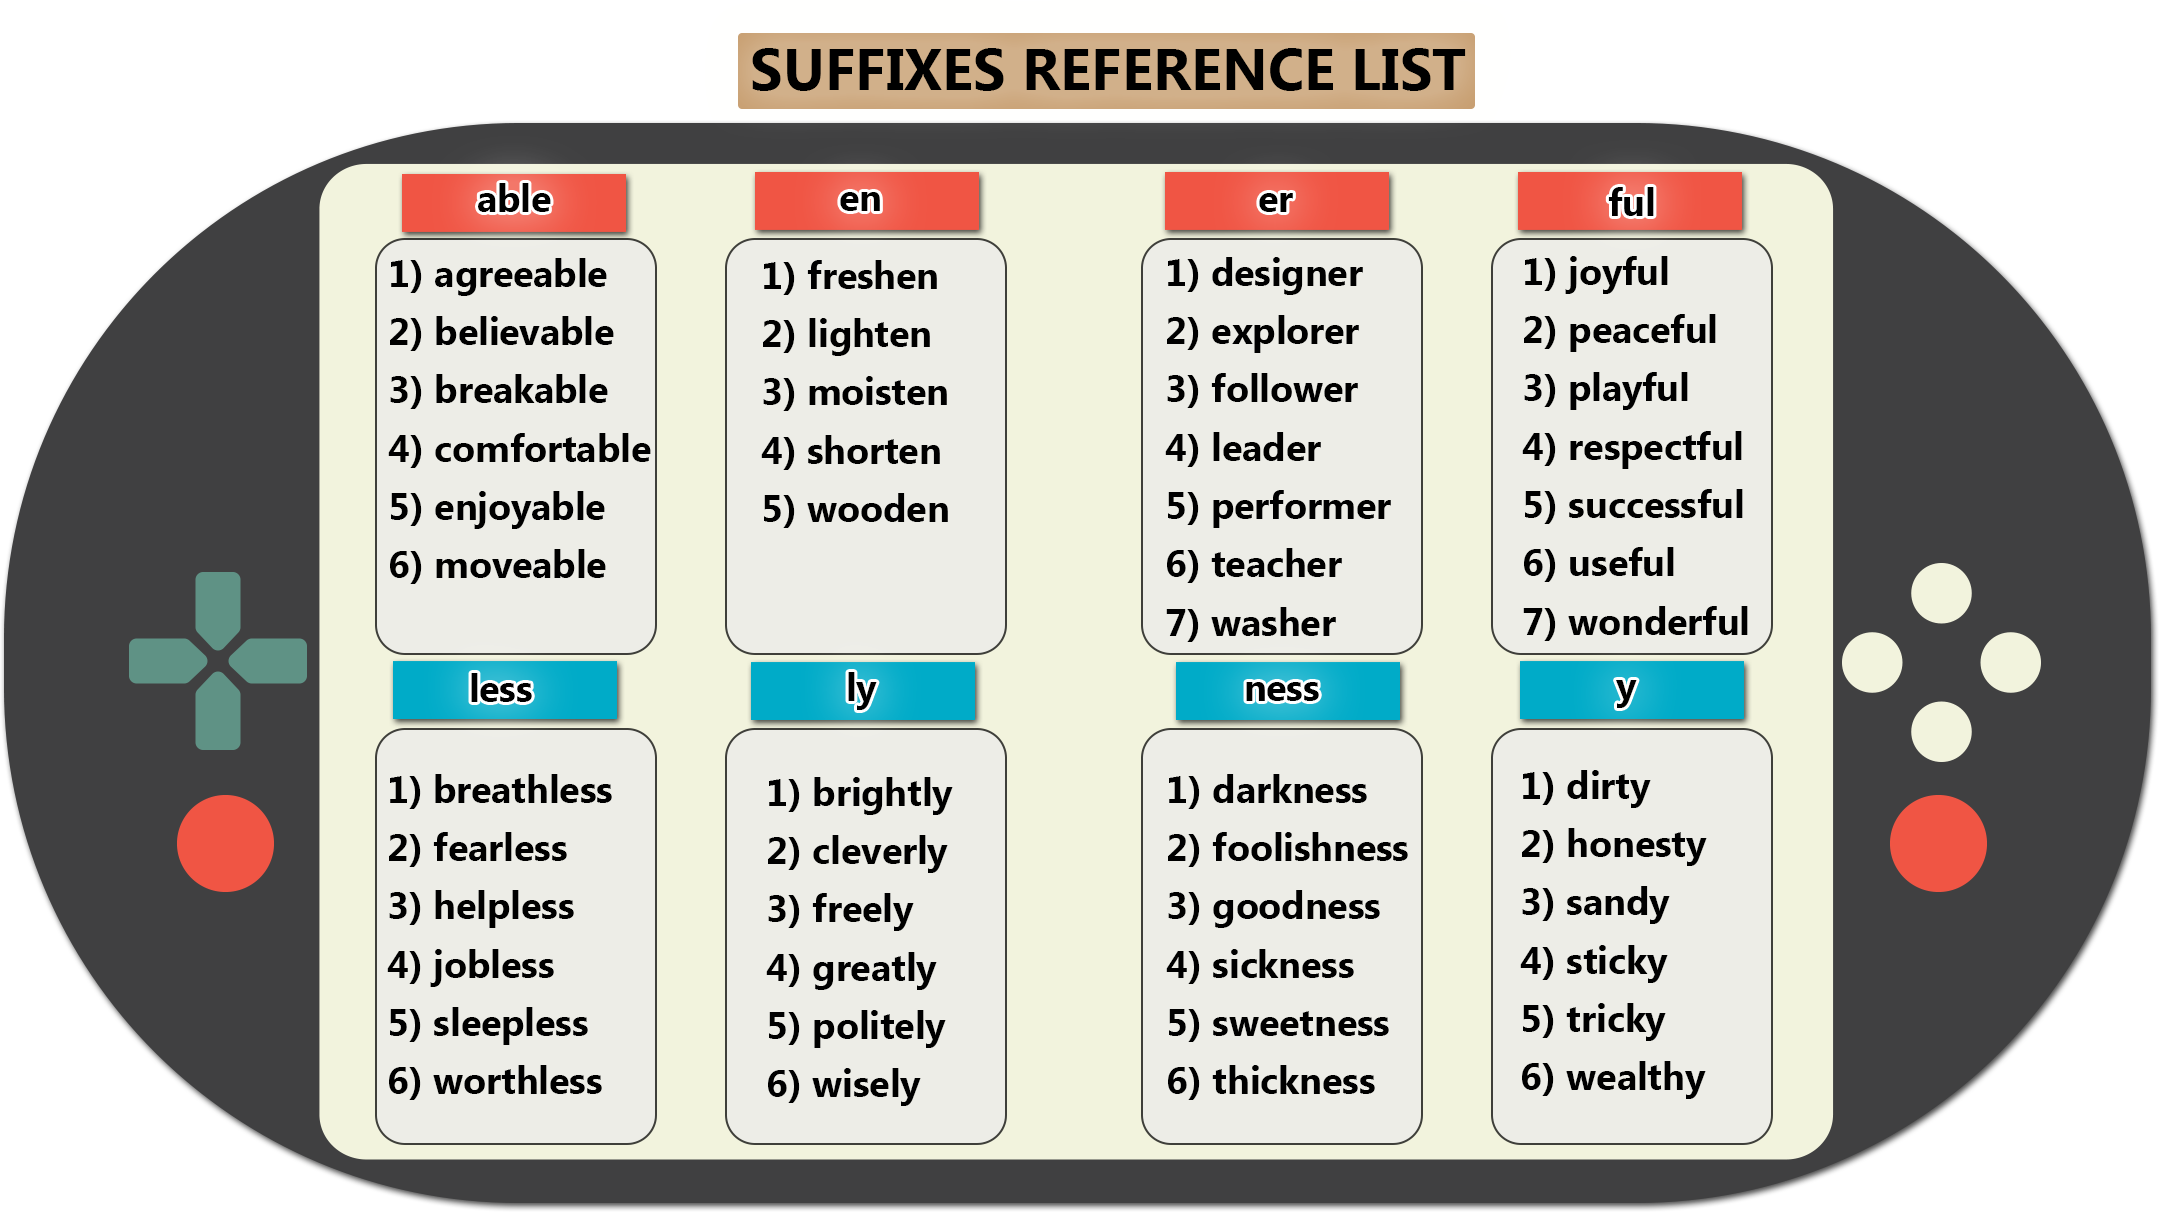 SUFFIXES REFERENCE LIST
able
1) agreeable
2) believable
3) breakable
4) comfortable
5) enjoyable
6) moveable
en
1) freshen
2) lighten
3) moisten
4) shorten
5) wooden
er
1) designer
2) explorer
3) follower
4) leader
5) performer
6) teacher
7) washer
ful
1) joyful
2) peaceful
3) playful
4) respectful
5) successful
6) useful
7) wonderful
less
1) breathless
2) fearless
3) helpless
4) jobless
5) sleepless
6) worthless
ly
1) brightly
2) cleverly
3) freely
4) greatly
5) politely
6) wisely
ness
1) darkness
2) foolishness
3) goodness
4) sickness
5) sweetness
6) thickness
y
1) dirty
2) honesty
3) sandy
4) sticky
5) tricky
6) wealthy